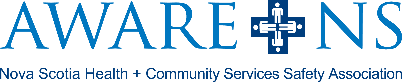 AWARE NS
Nova Scotia Health + Community Services Safety Association